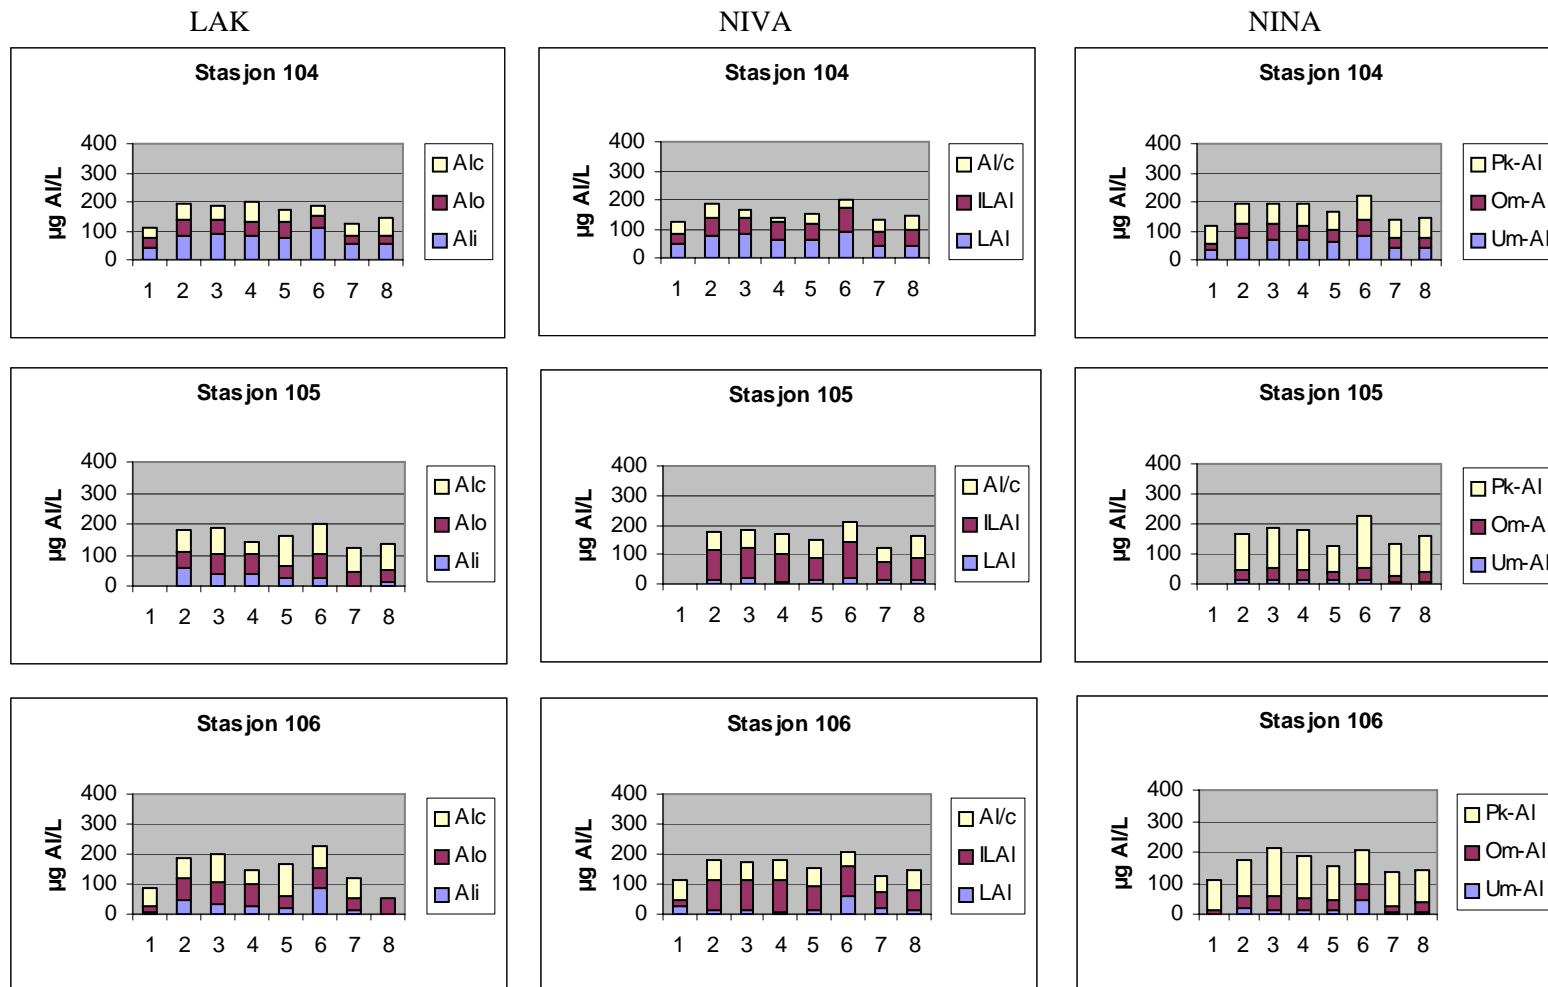 LAK NIVA NINA
Stasjon 104
µg Al/L
400
300
200
100
0
1 2 3 4 5 6 7 8
Alc
Alo
Ali
Stasjon 104
µg Al/L
400
300
200
100
0
1 2 3 4 5 6 7 8
Al/c
ILAl
LAl
Stasjon 104
µg Al/L
400
300
200
100
0
1 2 3 4 5 6 7 8
Pk-Al
Om-A
Um-Al
Stasjon 105
µg Al/L
400
300
200
100
0
1 2 3 4 5 6 7 8
Alc
Alo
Ali
Stasjon 105
µg Al/L
400
300
200
100
0
1 2 3 4 5 6 7 8
Al/c
ILAl
LAl
Stasjon 105
µg Al/L
400
300
200
100
0
1 2 3 4 5 6 7 8
Pk-Al
Om-A
Um-Al
Stasjon 106
µg Al/L
400
300
200
100
0
1 2 3 4 5 6 7 8
Alc
Alo
Ali
Stasjon 106
µg Al/L
400
300
200
100
0
1 2 3 4 5 6 7 8
Al/c
ILAl
LAl
Stasjon 106
µg Al/L
400
300
200
100
0
1 2 3 4 5 6 7 8
Pk-Al
Om-Al
Um-Al